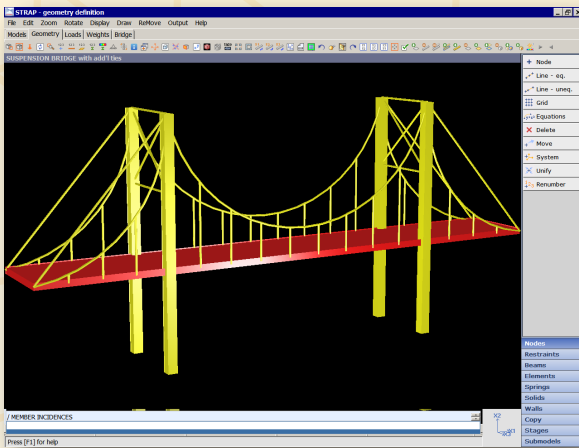 STRAP - geometry definition
File Edit Zoom Rotate Display Draw ReMove Output Help
Models Geometry Loads Weights Bridge
SUSPENSION BRIDGE with add'l ties
Node
Line - eq.
Line - uneq.
Grid
Equations
Delete
Move
System
Unify
Renumber
Nodes
Restraints
Beams
Elements
Springs
Solids
Walls
Copy
Stages
Submodels
/ MEMBER INCIDENCES
X2
Press [F1] for help